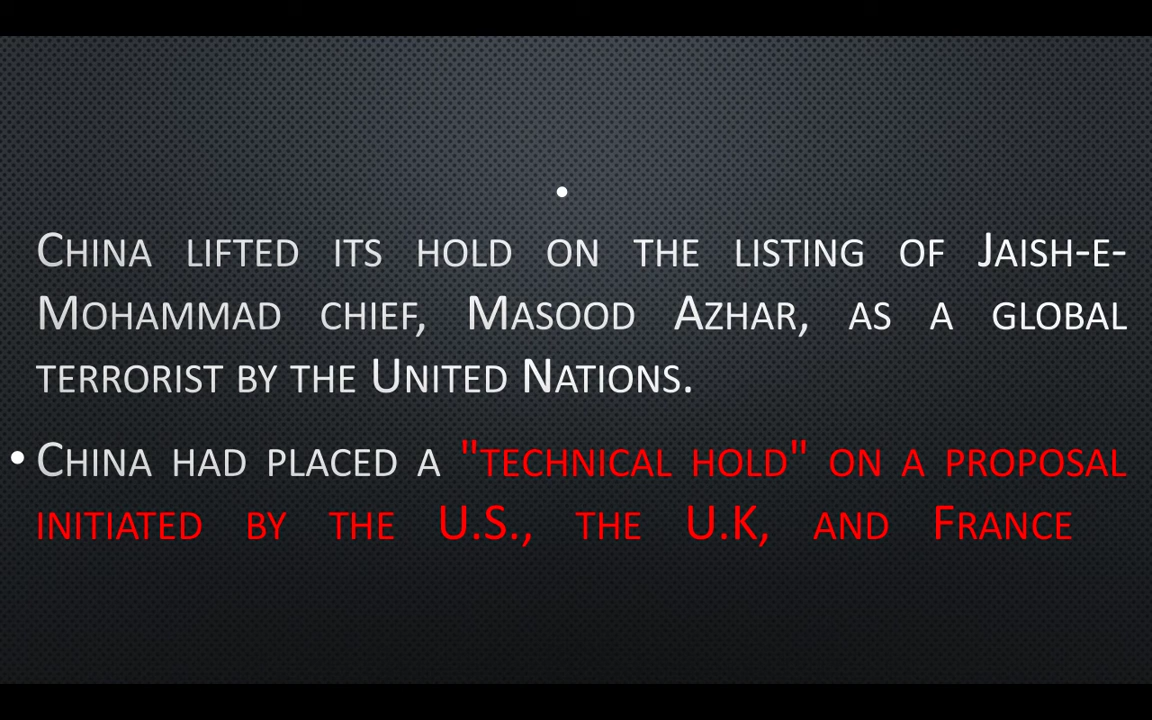 •
CHINA LIFTED ITS HOLD ON THE LISTING OF JAISH-E-
MOHAMMAD CHIEF, MASOOD AZHAR, AS A GLOBAL
TERRORIST BY THE UNITED NATIONS.
• CHINA HAD PLACED A "TECHNICAL HOLD" ON A PROPOSAL
INITIATED BY THE U.S., THE U.K, AND FRANCE